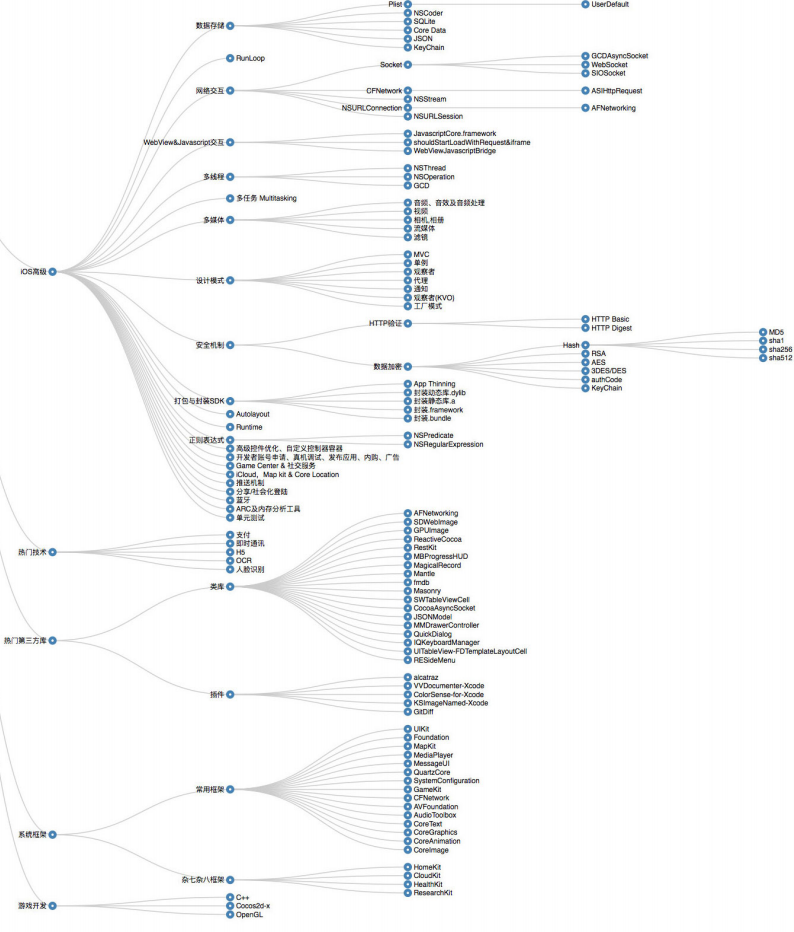 Plist
UserDefault
NSCoder
SQLite
数据存储
Core Data
JSON
KeyChain
RunLoop
GCDAsyncSocket
Socket
WebSocket
SIOSocket
网络交互
CFNetwork
ASIHttpRequest
NSStream
NSURLConnection
AFNetworking
NSURLSession
JavascriptCore.framework
WebView&Javascript交互
shouldStartLoadWithRequest&iframe
WebViewJavascriptBridge
NSThread
多线程
NSOperation
GCD
多任务 Multitasking
音频、音效及音频处理
视频
多媒体
相机,相册
流媒体
滤镜
iOS高级
MVC
单例
观察者
设计模式
代理
通知
观察者(KVO)
工厂模式
HTTP验证
HTTP Basic
HTTP Digest
安全机制
MD5
Hash
sha1
sha256
sha512
RSA
数据加密
AES
3DES/DES
authCode
KeyChain
App Thinning
封装动态库.dylib
打包与封装SDK
封装静态库.a
封装.framework
封装.bundle
Autolayout
Runtime
正则表达式
NSPredicate
NSRegularExpression
高级控件优化、自定义控制器容器
开发者账号申请、真机调试、发布应用、内购、广告
Game Center & 社交服务
iCloud，Map kit & Core Location
推送机制
分享/社会化登陆
蓝牙
ARC及内存分析工具
单元测试
支付
即时通讯
热门技术
H5
OCR
人脸识别
AFNetworking
SDWebImage
GPUImage
ReactiveCocoa
RestKit
MBProgressHUD
MagicalRecord
Mantle
类库
fmdb
Masonry
SWTableViewCell
CocoaAsyncSocket
JSONModel
MMDrawerController
QuickDialog
IQKeyboardManager
UITableView-FDTemplateLayoutCell
RESideMenu
热门第三方库
alcatraz
VVDocumenter-Xcode
插件
ColorSense-for-Xcode
KSImageNamed-Xcode
GitDiff
UIKit
Foundation
MapKit
MediaPlayer
MessageUI
QuartzCore
SystemConfiguration
常用框架
GameKit
CFNetwork
AVFoundation
AudioToolbox
CoreText
CoreGraphics
CoreAnimation
CoreImage
系统框架
HomeKit
杂七杂八框架
CloudKit
HealthKit
ResearchKit
C++
游戏开发
Cocos2d-x
OpenGL